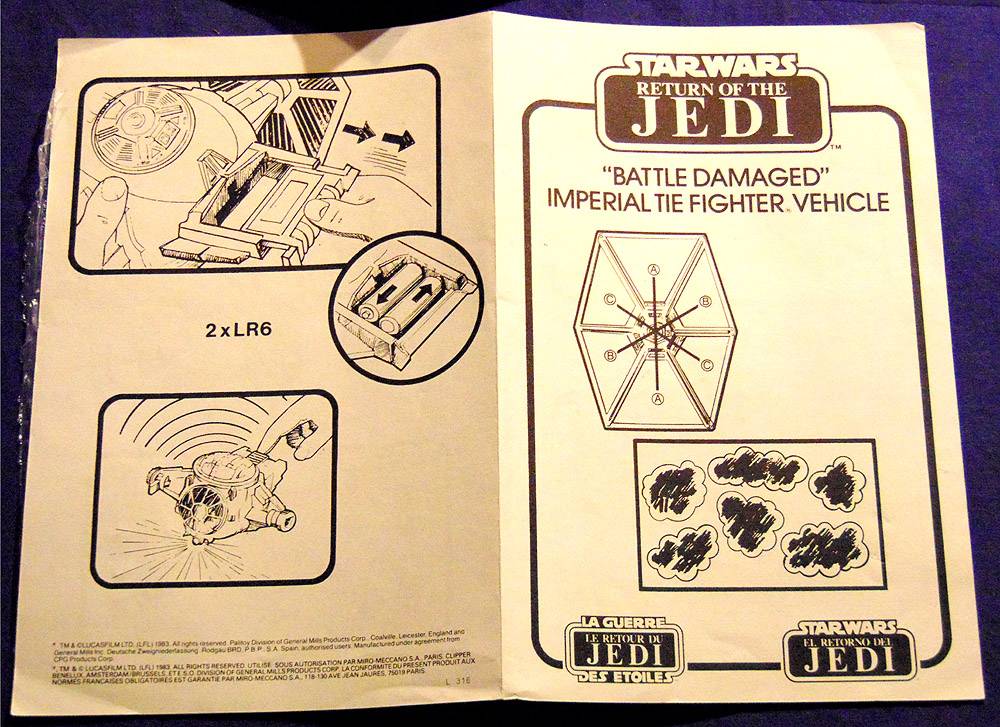 2xLR6
* TM & © LUCASFILM LTD. (LFL) 1983. All rights reserved. Palitoy Division of General Mills Products Corp., Coalville, Leicester, England and
General Mills Inc. Deutsche Zweigniederlassung Rodgau BRD, P.B.P., S.A. Spain, authorised users. Manufactured under agreement from
CPG Products Corp.
* TM & © LUCASFILM LTD. (LFL) 1983. ALL RIGHTS RESERVED. UTILISÉ SOUS AUTORISATION PAR MIRO-MECCANO S.A., PARIS. CLIPPER
BENELUX, AMSTERDAM/BRUSSELS, ET E.S.O. DIVISION OF GENERAL MILLS PRODUCTS CORP. LA CONFORMITE DU PRESENT PRODUIT AUX
NORMES FRANCAISES OBLIGATOIRES EST GARANTIE PAR MIRO-MECCANO S.A., 118-130 AVE JEAN JAURES, 75019 PARIS.
L 316
STAR WARS
RETURN OF THE
JEDI
TM
"BATTLE DAMAGED"
IMPERIAL TIE FIGHTER VEHICLE
A
C
B
B
C
A
LA GUERRE
LE RETOUR DU
JEDI
DES ETOILES
STAR WARS
EL RETORNO DEL
JEDI